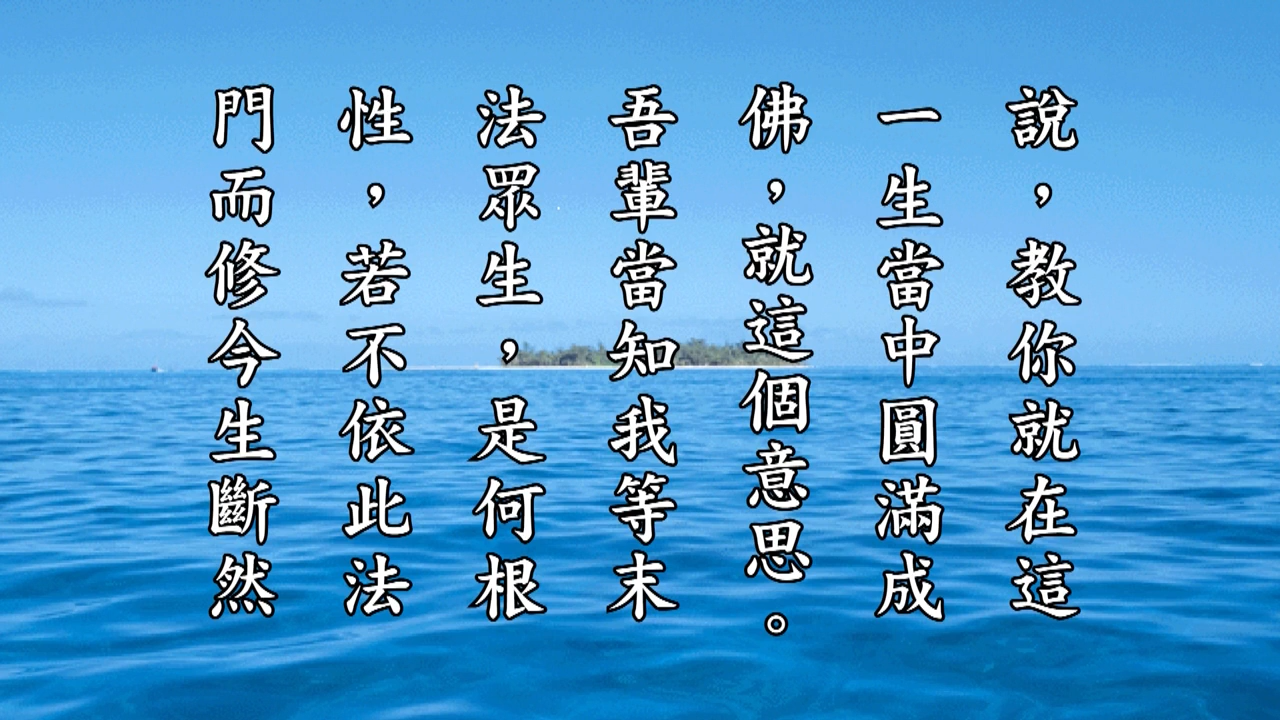 說，教你就在這
一生當中圓滿成
佛，就這個意思。
吾輩當知我等末
法眾生，是何根
性，若不依此法
門而修今生斷然